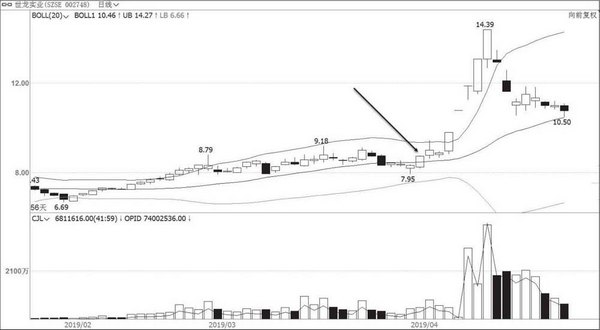 世龙实业(SZSE 002748) 日线 向前复权
BOLL(20) BOLL1 10.46↑ UB 14.27↑ LB 6.66↑
14.39
12.00
10.50
9.18
8.79
8.00
7.95
.43
56天 6.69
CJL 6811616.00(41:59)↓ OPID 74002536.00↓
2100万
2019/02 2019/03 2019/04